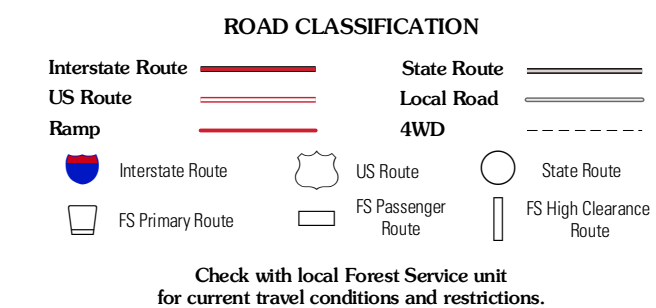 ROAD CLASSIFICATION
Interstate Route
State Route
US Route
Local Road
Ramp
4WD
Interstate Route
US Route
State Route
FS Primary Route
FS Passenger
Route
FS High Clearance
Route
Check with local Forest Service unit
for current travel conditions and restrictions.